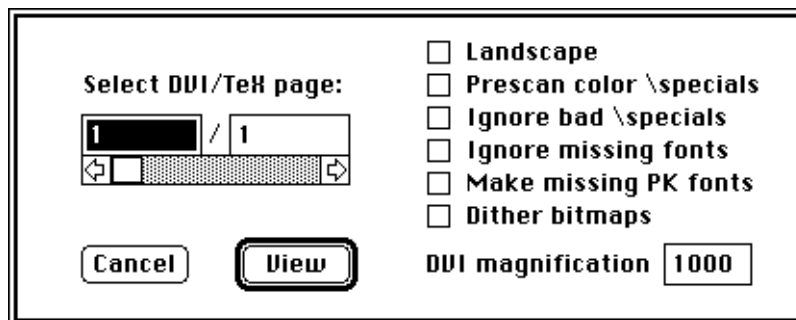 Select DVI/TeX page:
1 / 1
Cancel
View
Landscape
Prescan color \specials
Ignore bad \specials
Ignore missing fonts
Make missing PK fonts
Dither bitmaps
DVI magnification 1000